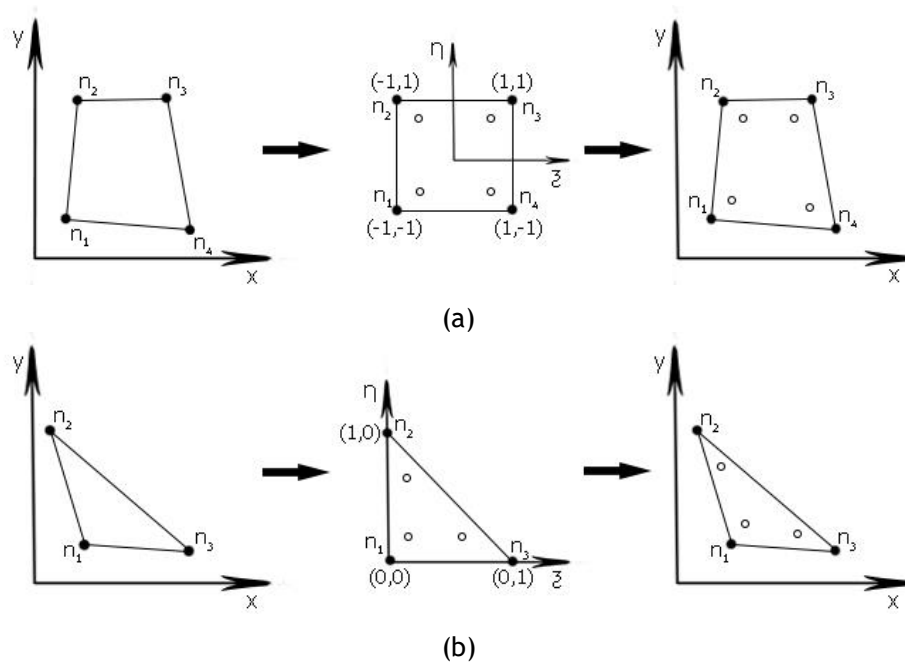 y
n₂
n₃
n₁
n₄
x
η
(-1,1)
(1,1)
n₂
n₃
ξ
n₁
n₄
(-1,-1)
(1,-1)
y
n₂
n₃
n₁
n₄
x
(a)
y
n₂
n₁
n₃
x
η
n₂
(1,0)
n₁
n₃
(0,0)
(0,1)
ξ
y
n₂
n₁
n₃
x
(b)